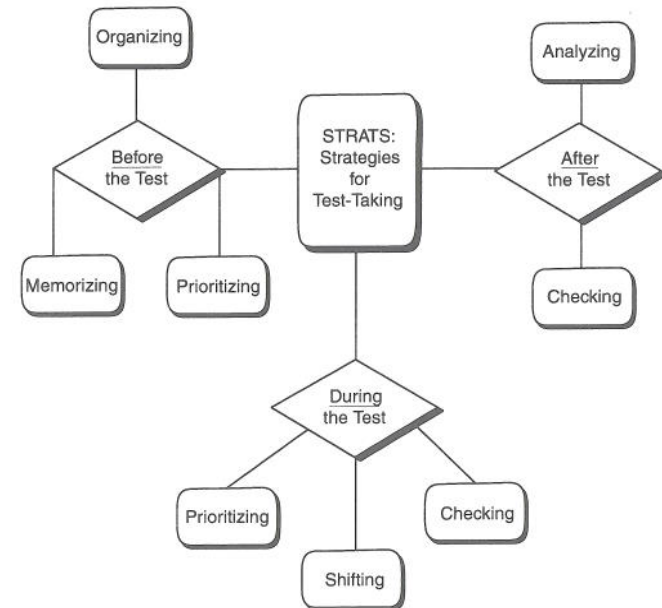 Organizing
Analyzing
STRATS:
Strategies
for
Test-Taking
Before
the Test
After
the Test
Memorizing
Prioritizing
Checking
During
the Test
Prioritizing
Checking
Shifting